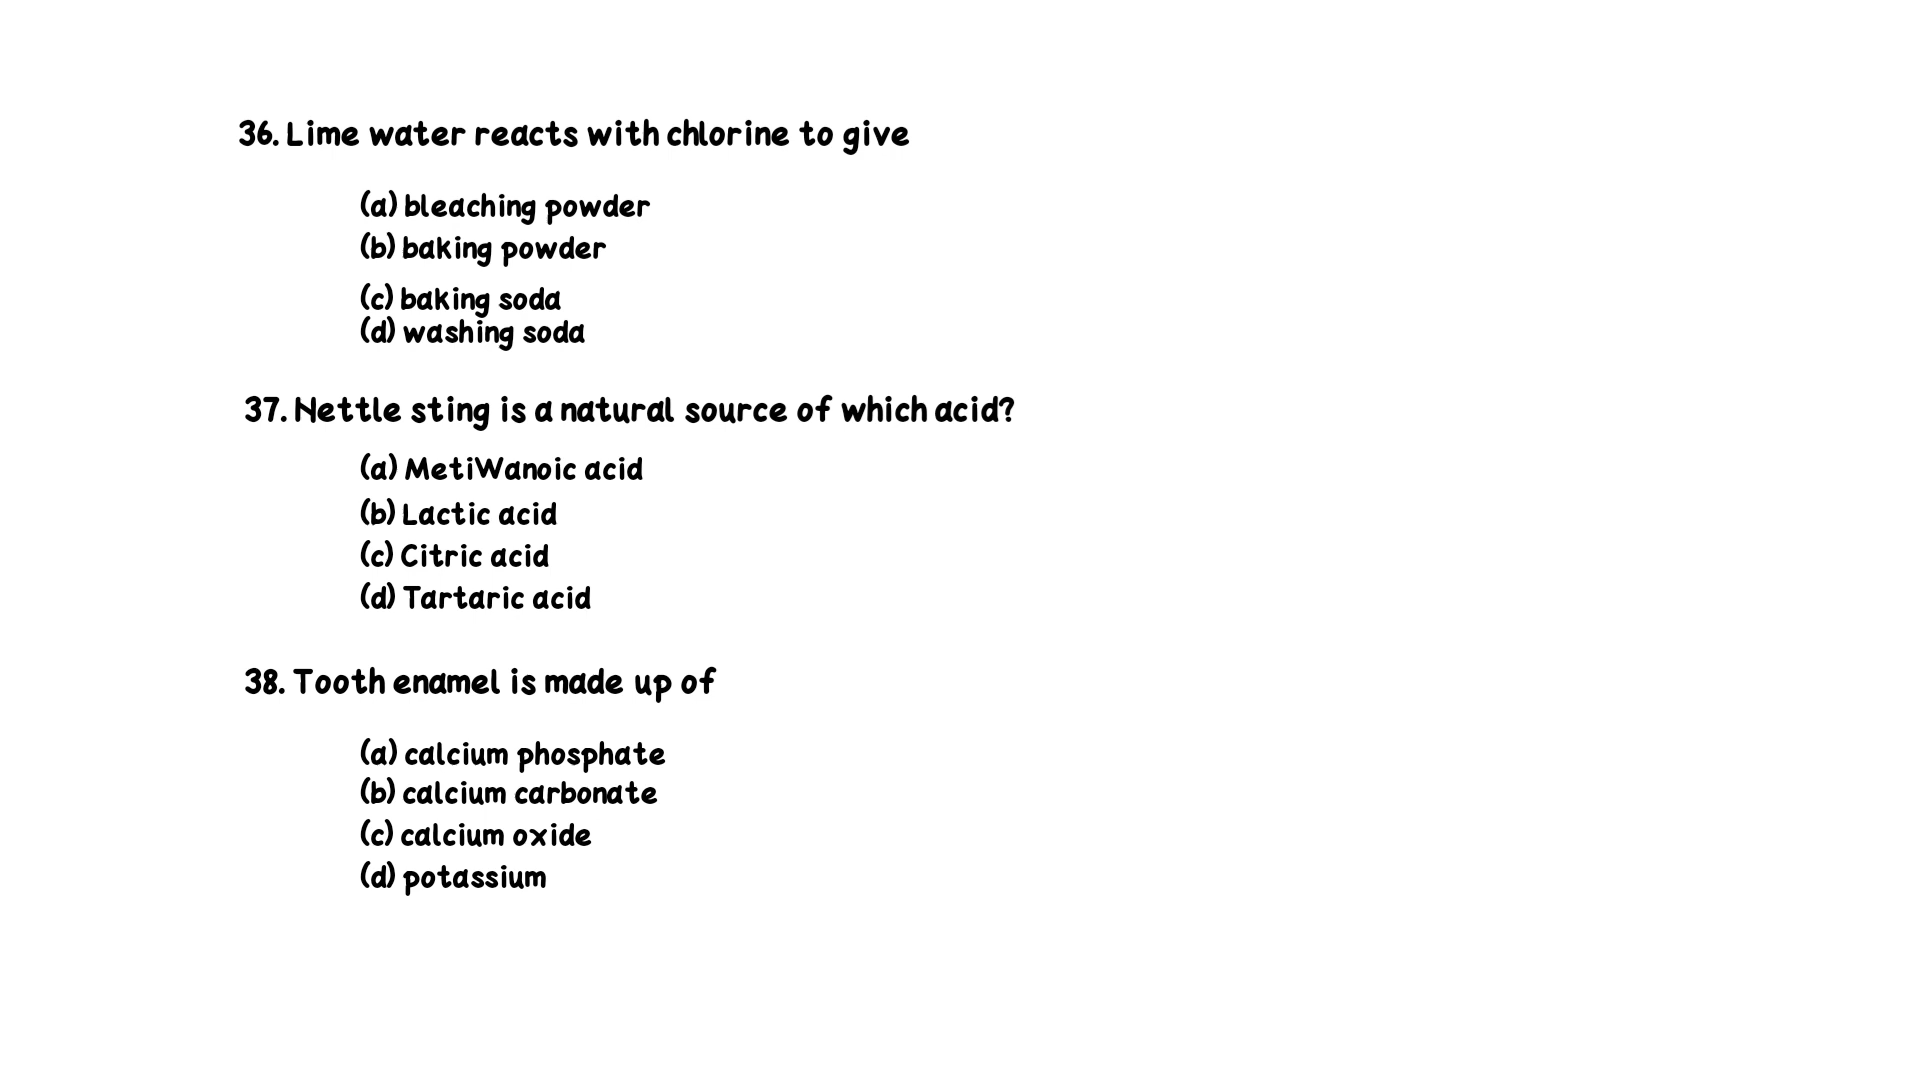 36. Lime water reacts with chlorine to give
(a) bleaching powder
(b) baking powder
(c) baking soda
(d) washing soda
37. Nettle sting is a natural source of which acid?
(a) MetiWanoic acid
(b) Lactic acid
(c) Citric acid
(d) Tartaric acid
38. Tooth enamel is made up of
(a) calcium phosphate
(b) calcium carbonate
(c) calcium oxide
(d) potassium